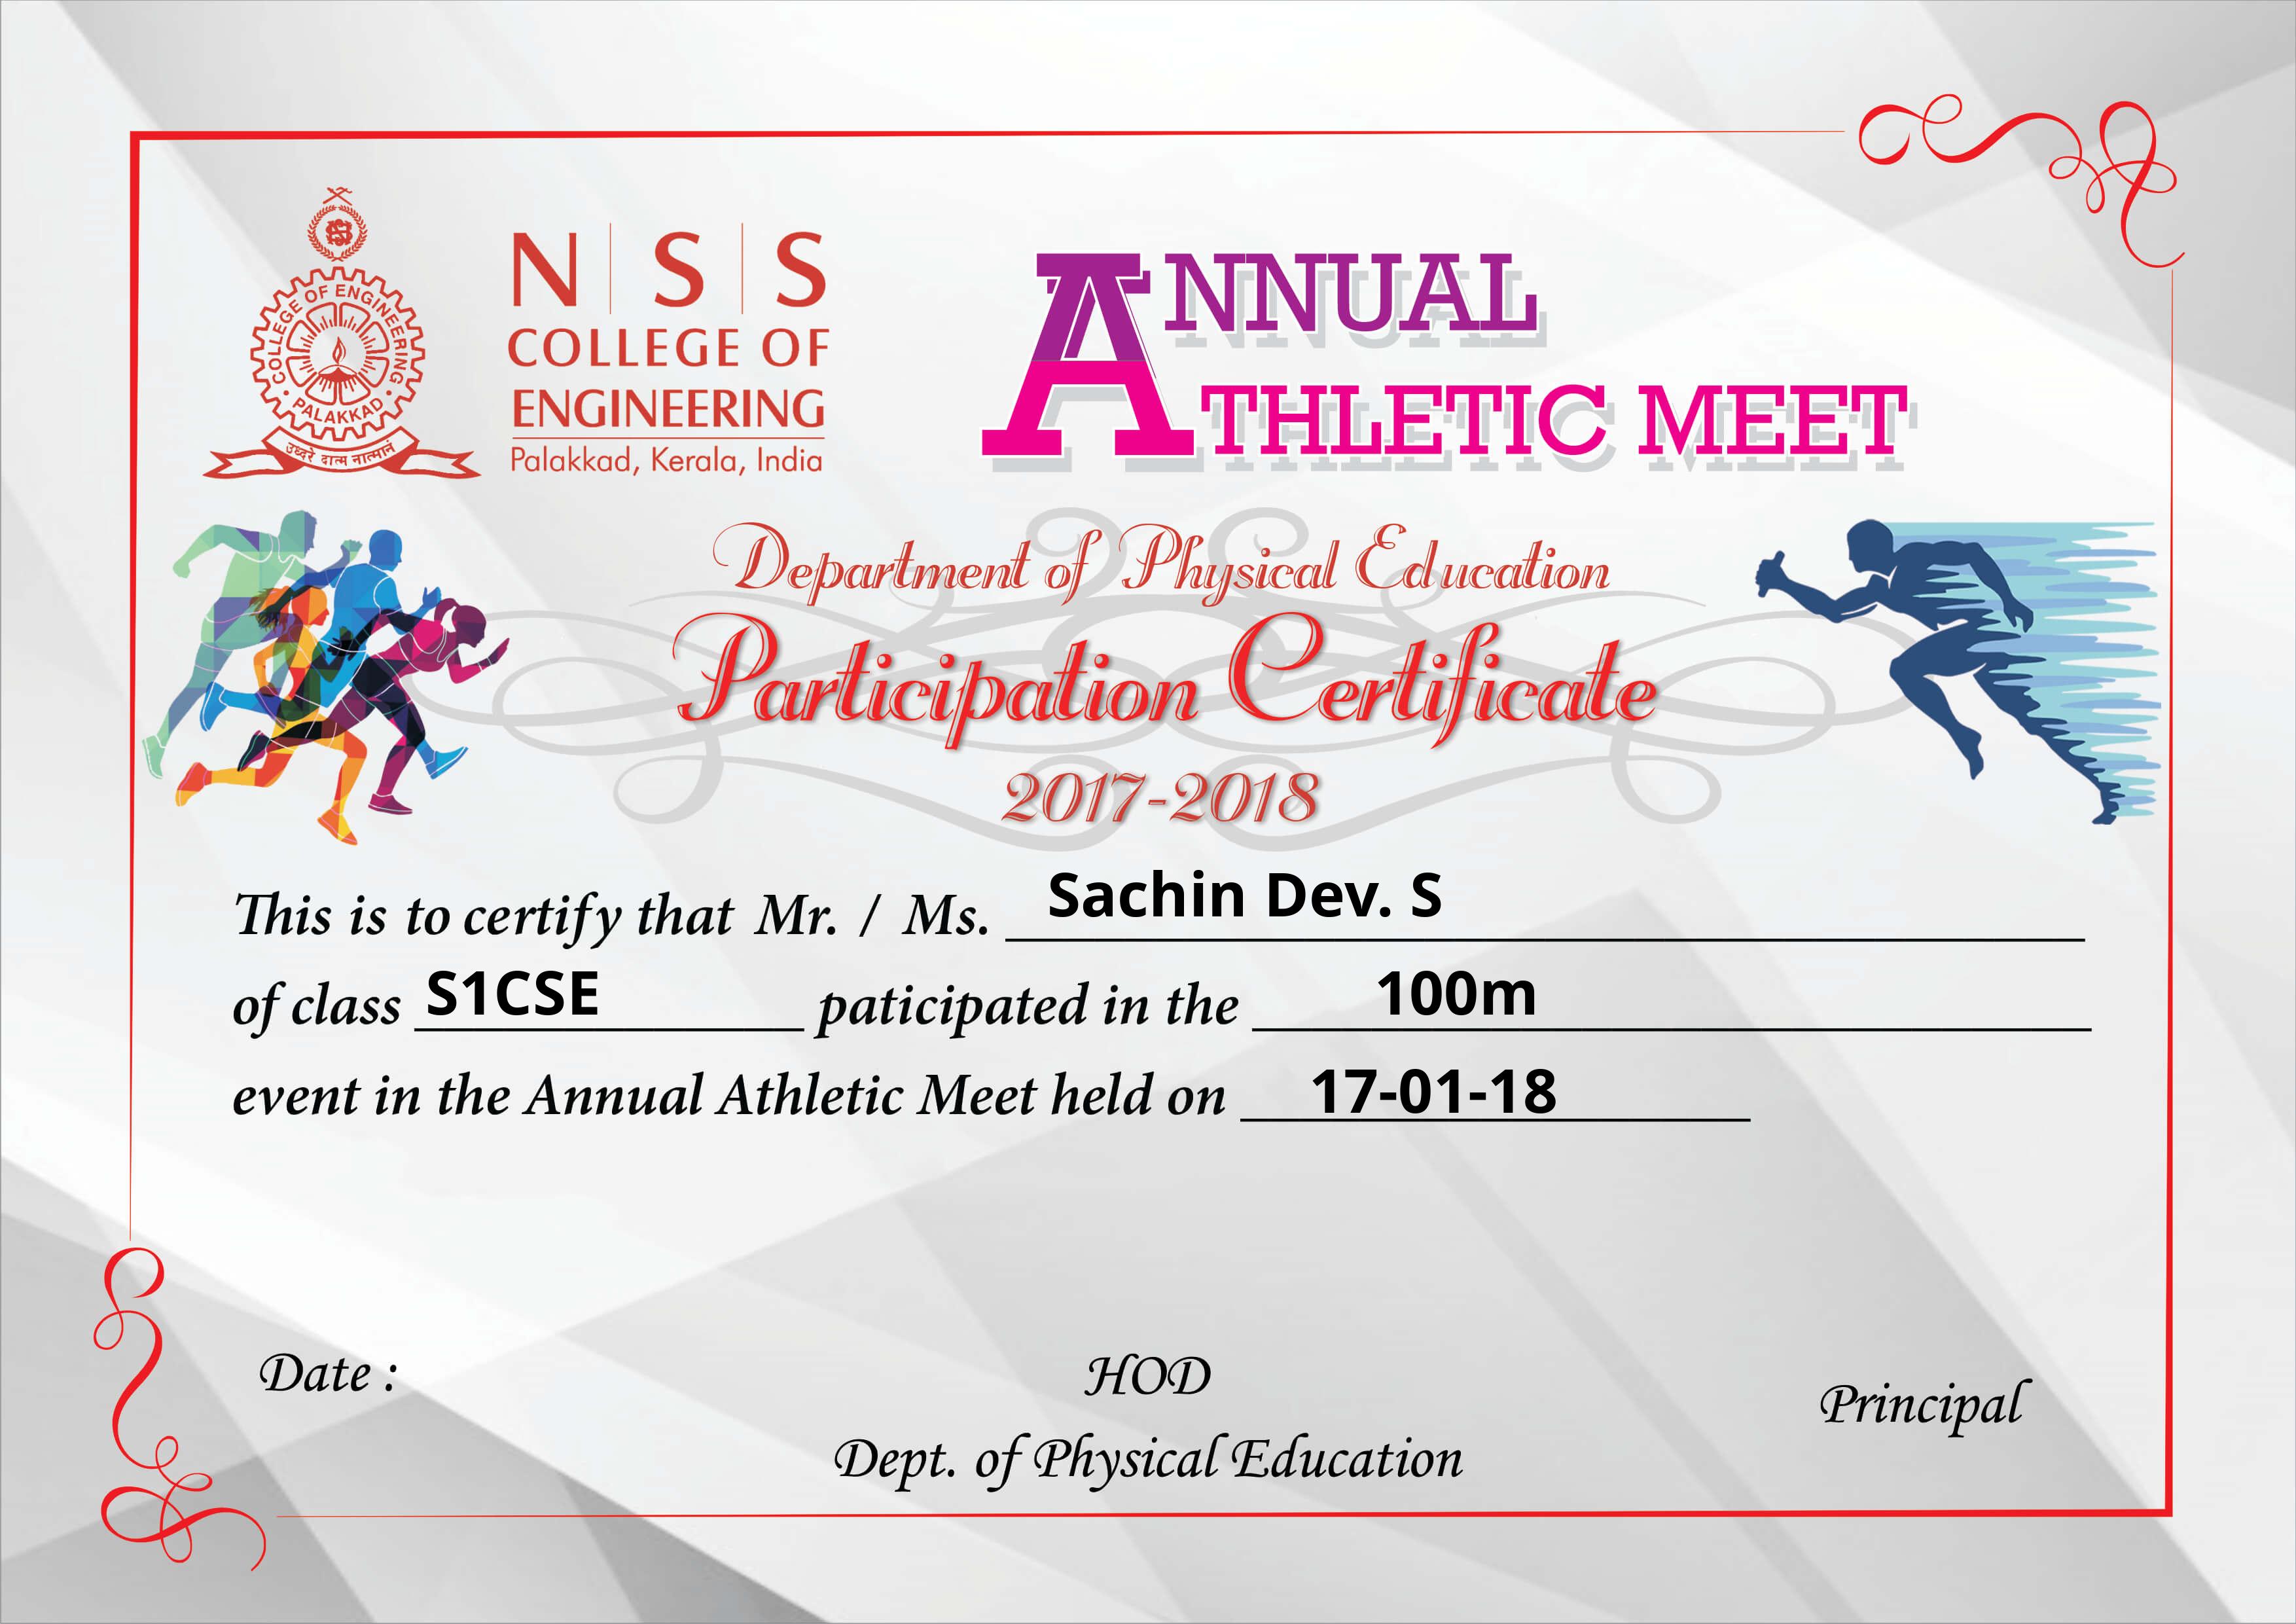 COLLEGE OF ENGINEERING
PALAKKAD
उध्दरे दात्म नात्मानं
N S S
COLLEGE OF
ENGINEERING
Palakkad, Kerala, India
ANNUAL
ATHLETIC MEET
Department of Physical Education
Participation Certificate
2017-2018
This is to certify that Mr. / Ms. Sachin Dev. S
of class S1CSE paticipated in the 100m
event in the Annual Athletic Meet held on 17-01-18
Date :
HOD
Dept. of Physical Education
Principal